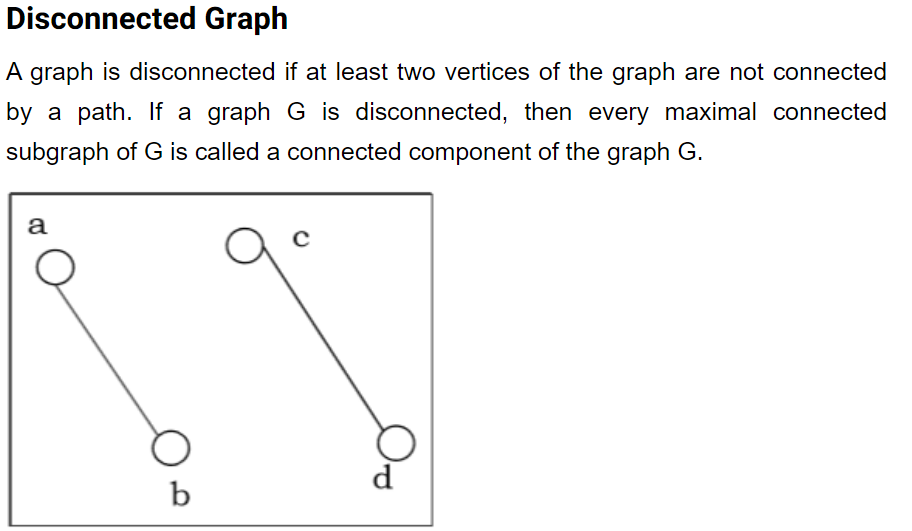 Disconnected Graph
A graph is disconnected if at least two vertices of the graph are not connected
by a path. If a graph G is disconnected, then every maximal connected
subgraph of G is called a connected component of the graph G.
a
c
d
b